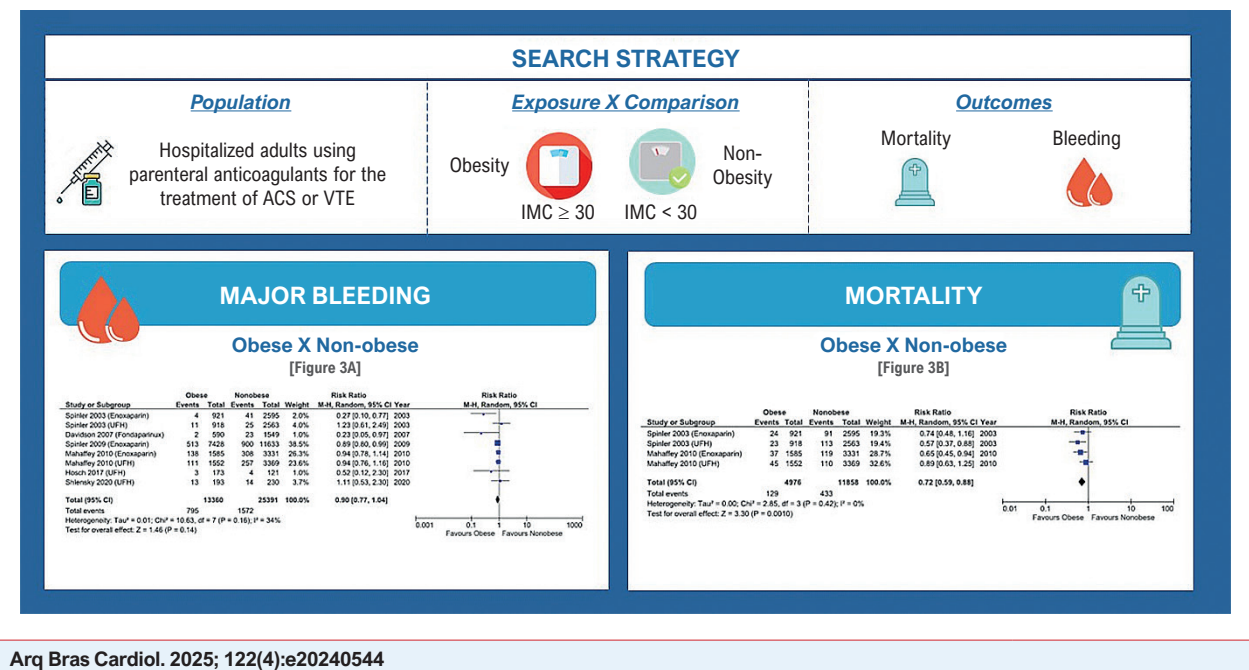 SEARCH STRATEGY
Population
Hospitalized adults using
parenteral anticoagulants for the
treatment of ACS or VTE
Exposure X Comparison
Obesity
IMC ≥ 30
Non-
Obesity
IMC < 30
Outcomes
Mortality
Bleeding
MAJOR BLEEDING
Obese X Non-obese
[Figure 3A]
Obese Nonobese Risk Ratio Risk Ratio
Study or Subgroup Events Total Events Total Weight M-H, Random, 95% CI Year M-H, Random, 95% CI
Spinler 2003 (Enoxaparin) 4 921 41 2595 2.0% 0.27 [0.10, 0.77] 2003
Spinler 2003 (UFH) 11 918 25 2563 4.0% 1.23 [0.61, 2.49] 2003
Davidson 2007 (Fondaparinux) 2 590 23 1549 1.0% 0.23 [0.05, 0.97] 2007
Spinler 2009 (Enoxaparin) 513 7428 900 11633 38.5% 0.89 [0.80, 0.99] 2009
Mahaffey 2010 (Enoxaparin) 138 1585 308 3331 26.3% 0.94 [0.78, 1.14] 2010
Mahaffey 2010 (UFH) 111 1552 257 3369 23.6% 0.94 [0.76, 1.16] 2010
Hosch 2017 (UFH) 3 173 4 121 1.0% 0.52 [0.12, 2.30] 2017
Shlensky 2020 (UFH) 13 193 14 230 3.7% 1.11 [0.53, 2.30] 2020
Total (95% CI) 13360 25391 100.0% 0.90 [0.77, 1.04]
Total events 795 1572
Heterogeneity: Tau² = 0.01; Chi² = 10.63, df = 7 (P = 0.16); I² = 34%
Test for overall effect: Z = 1.46 (P = 0.14)
0.001 0.1 1 10 1000
Favours Obese Favours Nonobese
MORTALITY
Obese X Non-obese
[Figure 3B]
Obese Nonobese Risk Ratio Risk Ratio
Study or Subgroup Events Total Events Total Weight M-H, Random, 95% CI Year M-H, Random, 95% CI
Spinler 2003 (Enoxaparin) 24 921 91 2595 19.3% 0.74 [0.48, 1.16] 2003
Spinler 2003 (UFH) 23 918 113 2563 19.4% 0.57 [0.37, 0.88] 2003
Mahaffey 2010 (Enoxaparin) 37 1585 119 3331 28.7% 0.65 [0.45, 0.94] 2010
Mahaffey 2010 (UFH) 45 1552 110 3369 32.6% 0.89 [0.63, 1.25] 2010
Total (95% CI) 4976 11858 100.0% 0.72 [0.59, 0.88]
Total events 129 433
Heterogeneity: Tau² = 0.00; Chi² = 2.85, df = 3 (P = 0.42); I² = 0%
Test for overall effect: Z = 3.30 (P = 0.0010)
0.01 0.1 1 10 100
Favours Obese Favours Nonobese
Arq Bras Cardiol. 2025; 122(4):e20240544